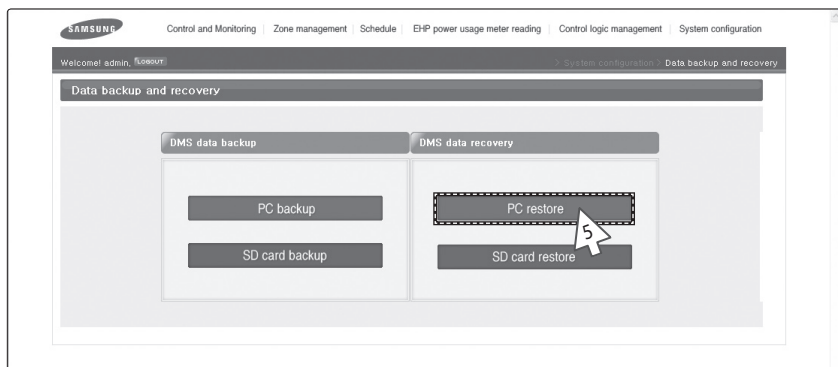 SAMSUNG
Control and Monitoring | Zone management | Schedule | EHP power usage meter reading | Control logic management | System configuration
Welcome! admin, LOGOUT > System configuration > Data backup and recovery
Data backup and recovery
DMS data backup DMS data recovery
PC backup PC restore
5
SD card backup SD card restore